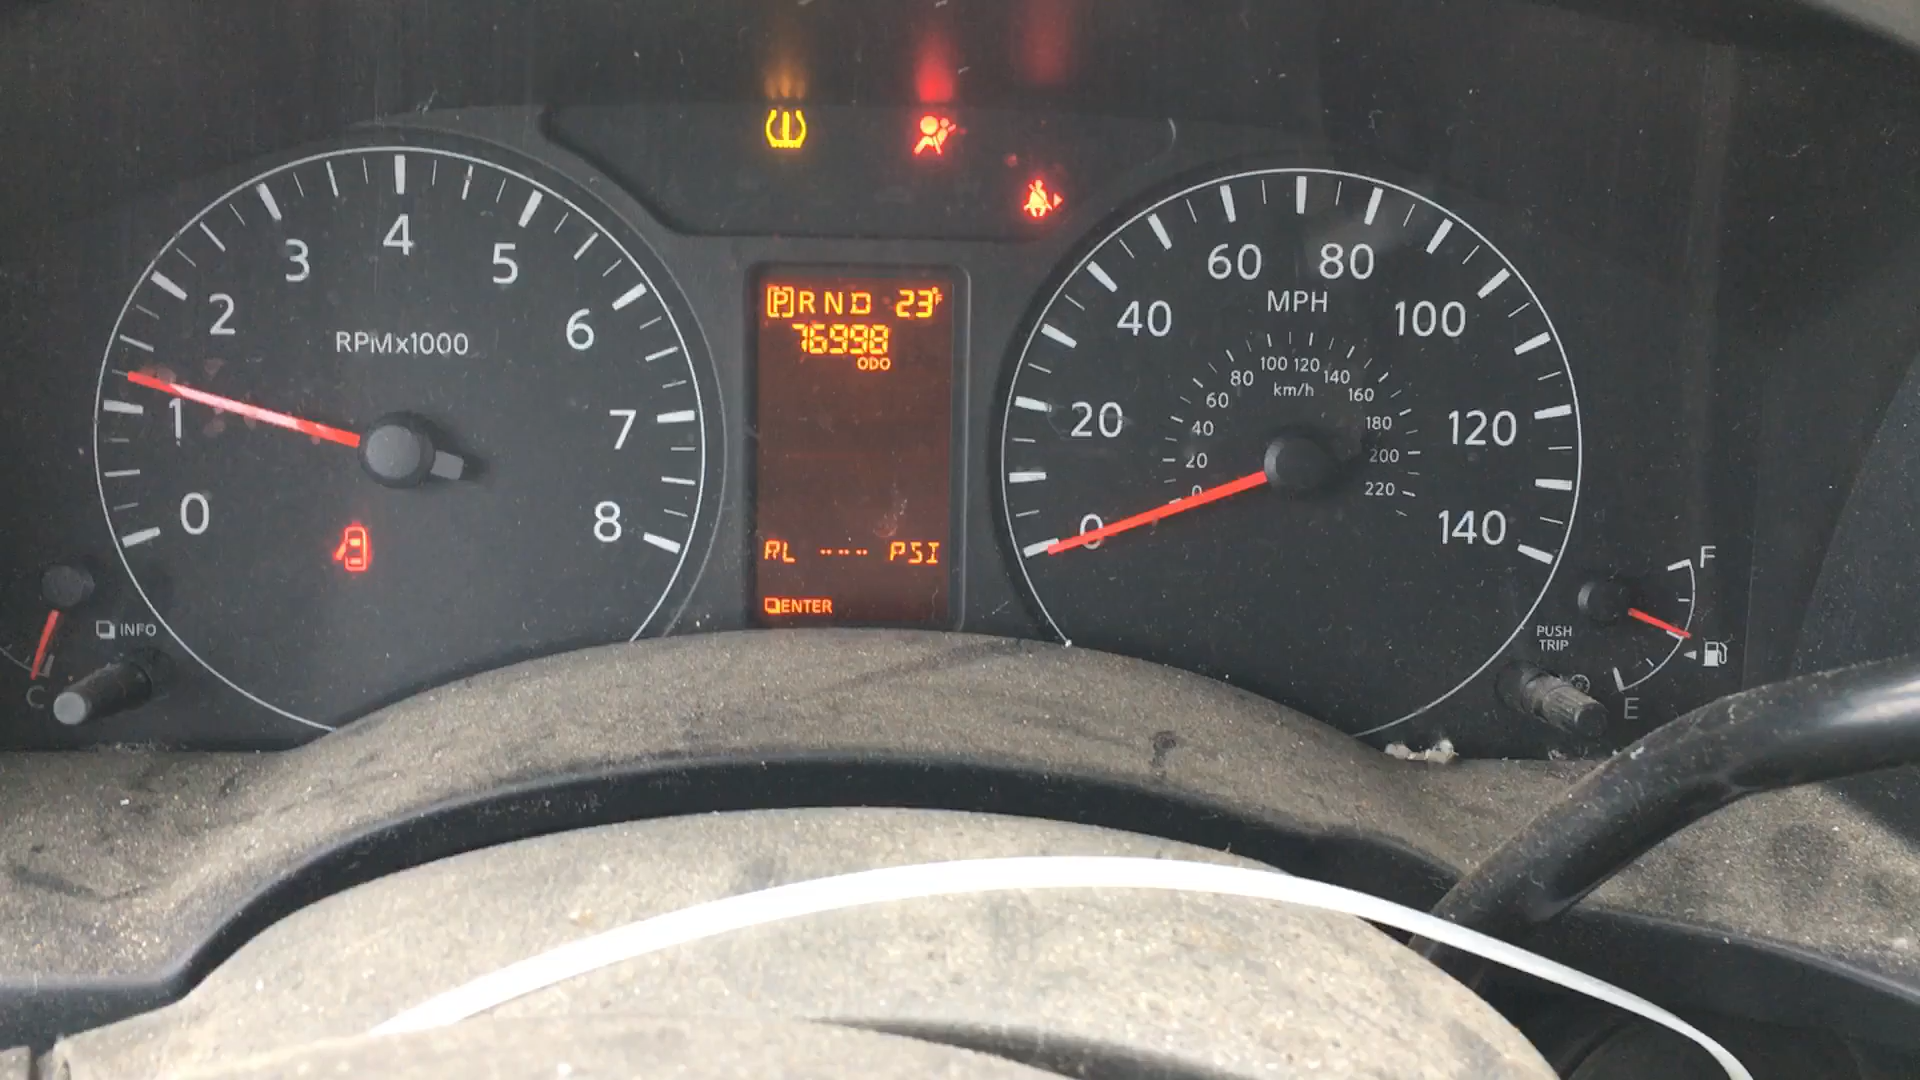 0 1 2 3 4 5 6 7 8
RPMx1000
INFO
C
P R N D 23°F
76998
ODO
RL --- PSI
ENTER
0 20 40 60 80 100 120 140
MPH
0 20 40 60 80 100 120 140 160 180 200 220
km/h
PUSH
TRIP
F
E